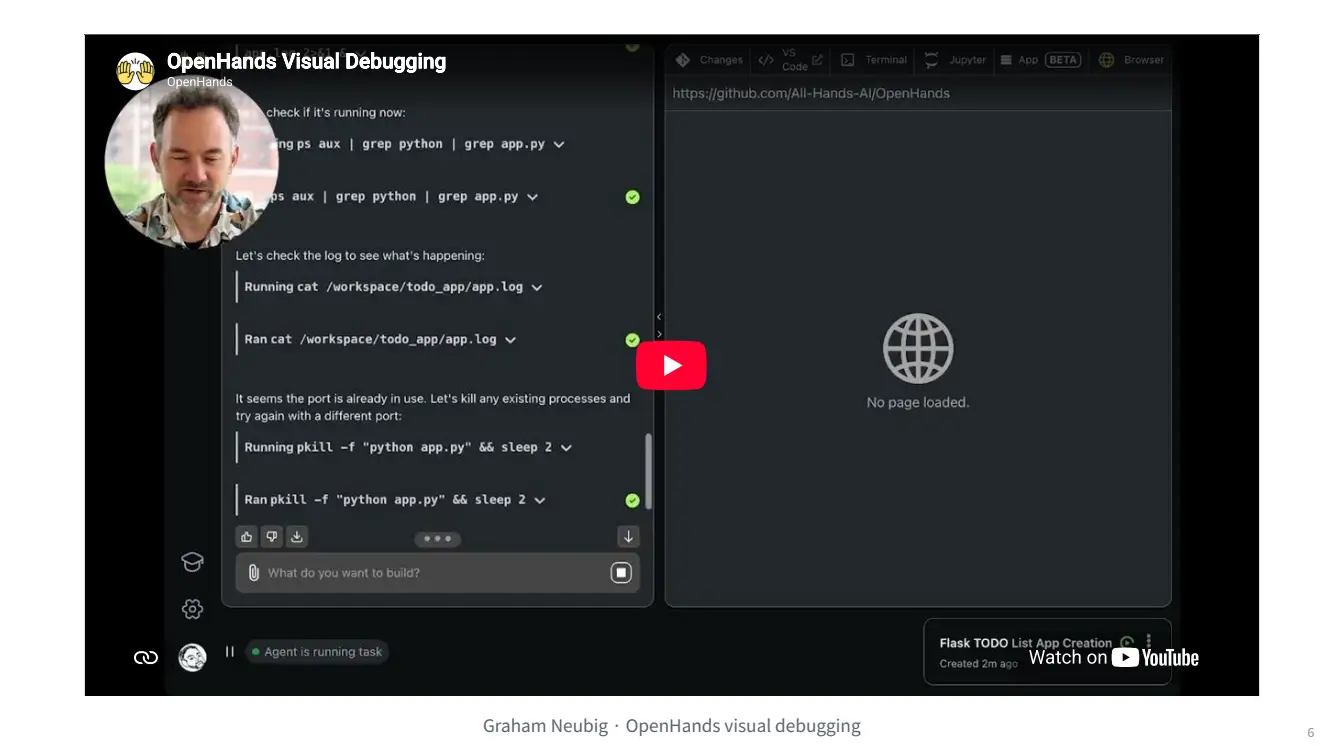 OpenHands Visual Debugging
OpenHands
check if it's running now:
ps aux | grep python | grep app.py
ps aux | grep python | grep app.py
Let's check the log to see what's happening:
Running cat /workspace/todo_app/app.log
Ran cat /workspace/todo_app/app.log
It seems the port is already in use. Let's kill any existing processes and
try again with a different port:
Running pkill -f "python app.py" && sleep 2
Ran pkill -f "python app.py" && sleep 2
What do you want to build?
Agent is running task
Changes
VS
Code
Terminal
Jupyter
App BETA
Browser
https://github.com/All-Hands-AI/OpenHands
No page loaded.
Flask TODO List App Creation
Created 2m ago
Watch on YouTube
Graham Neubig · OpenHands visual debugging
6